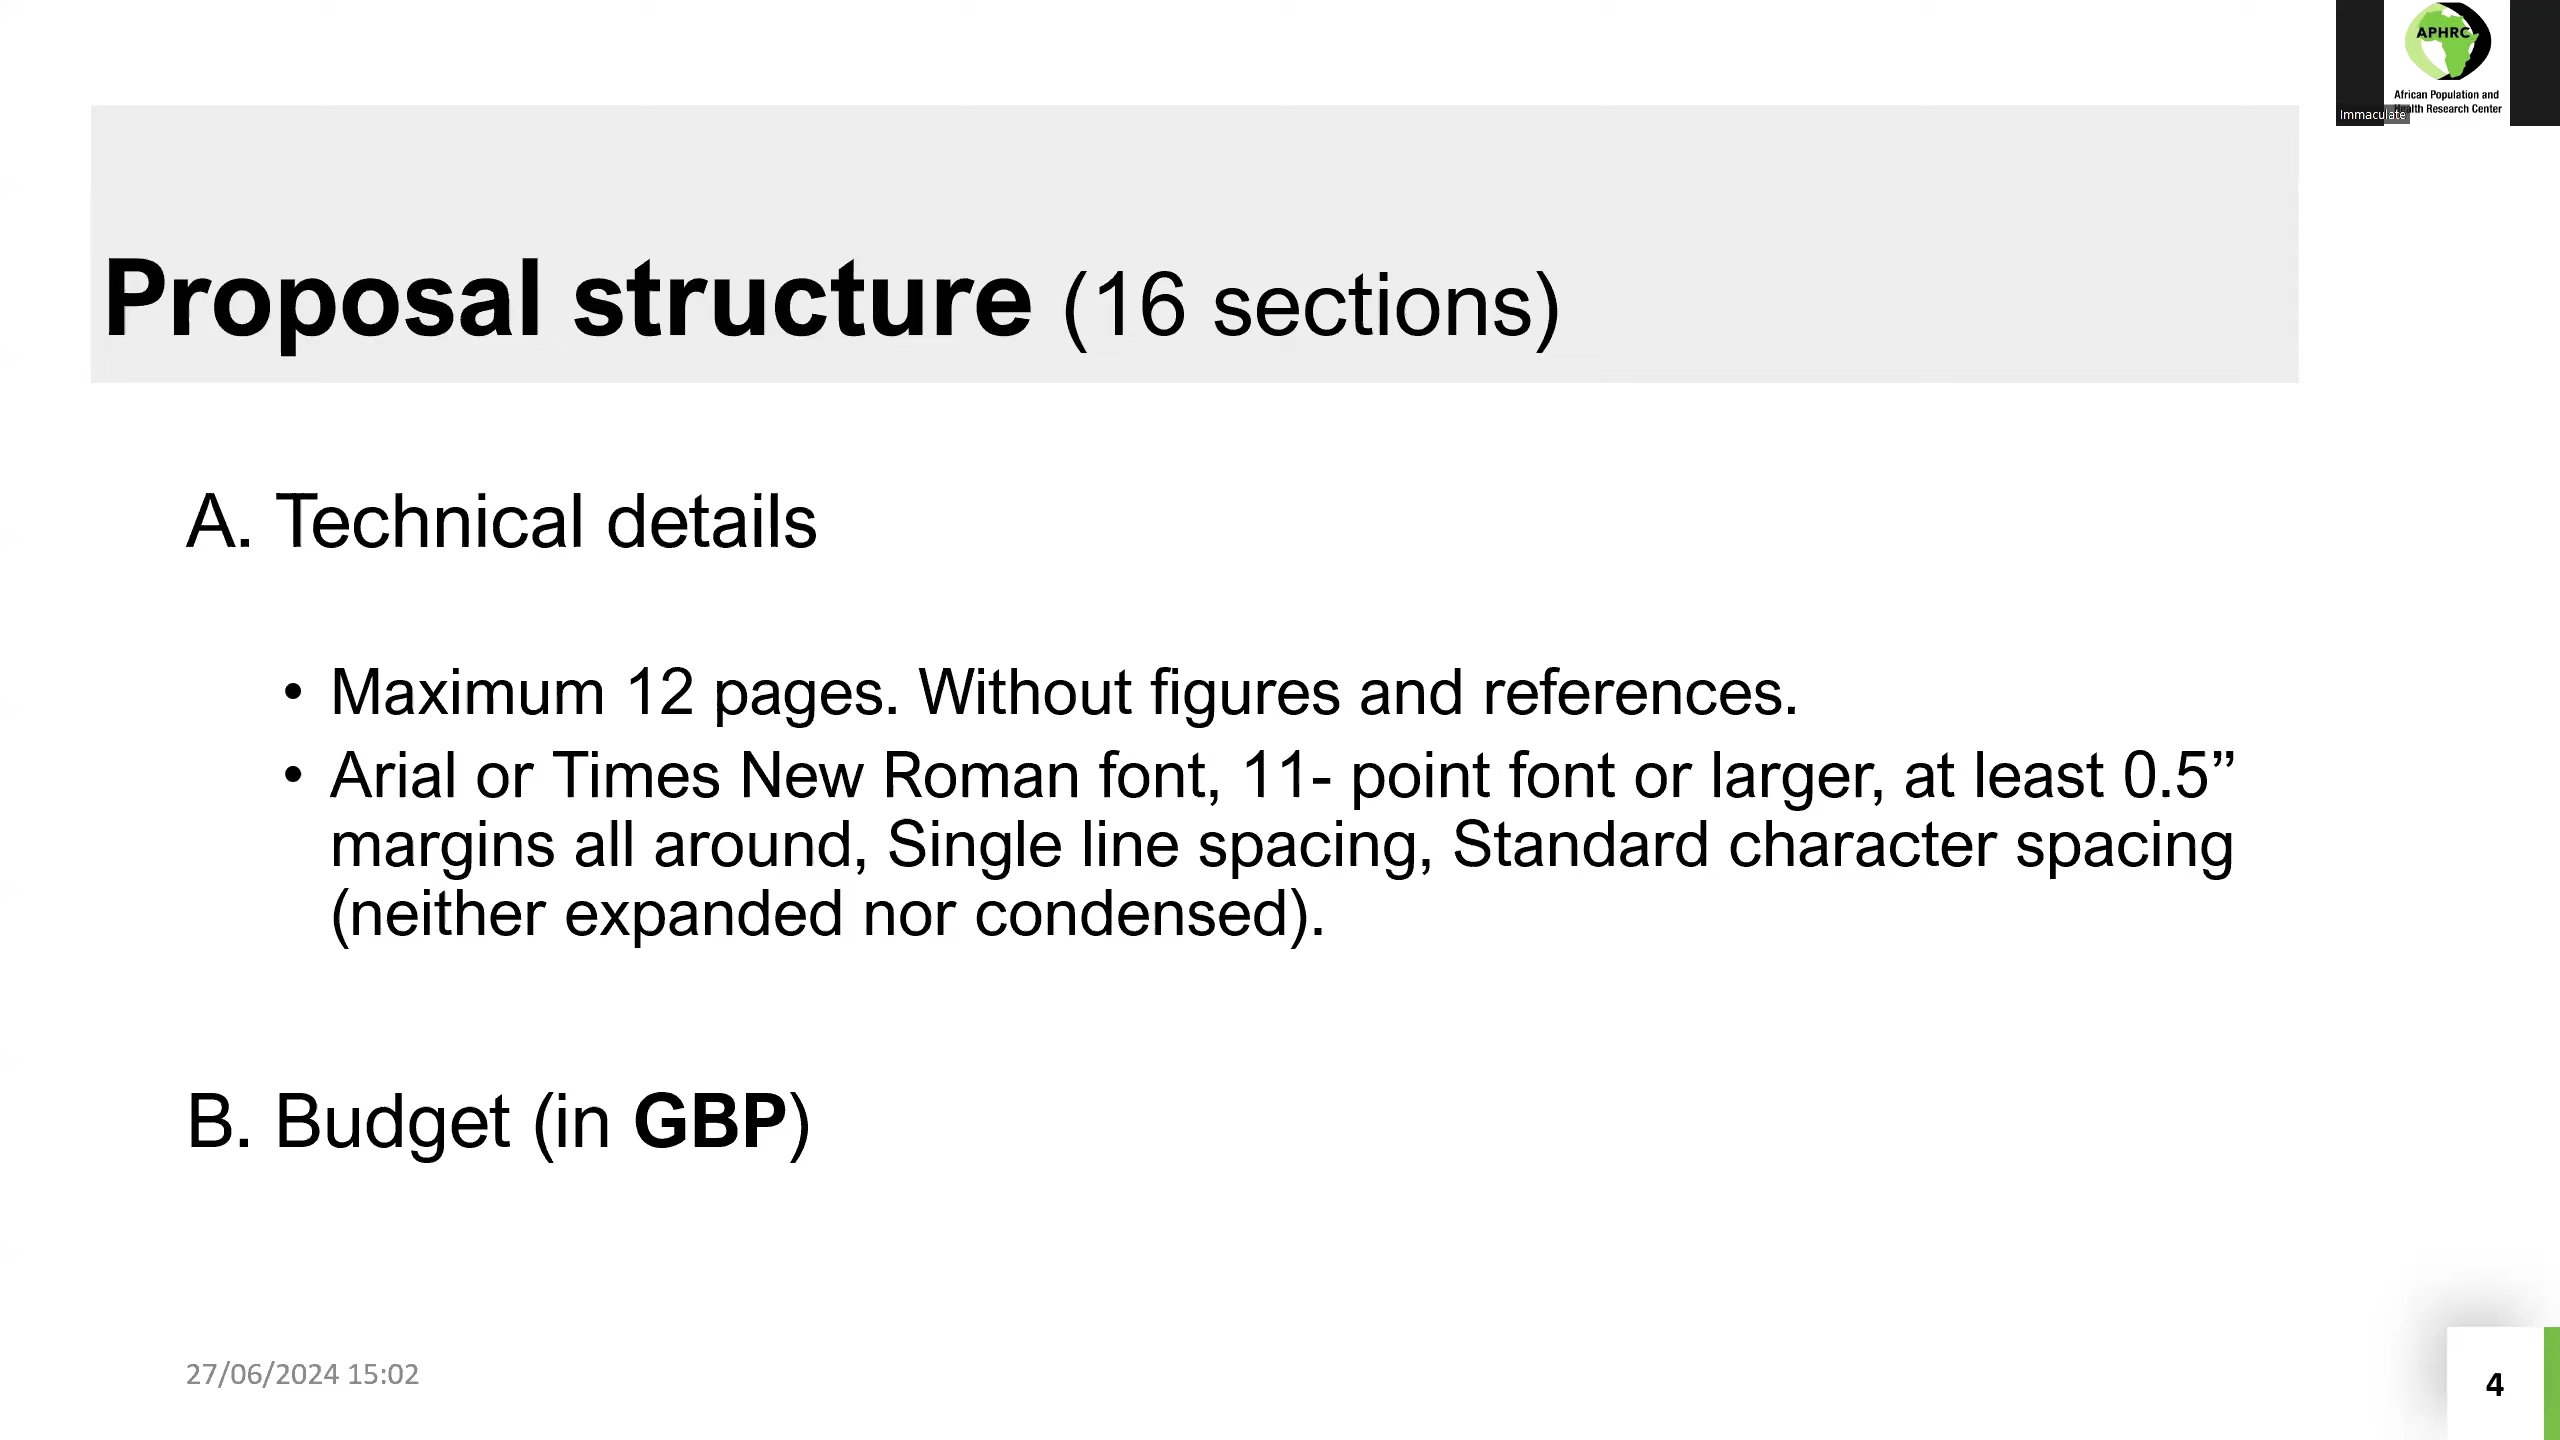 APHRC
African Population and
Health Research Center
Immaculate
Proposal structure (16 sections)
A. Technical details
• Maximum 12 pages. Without figures and references.
• Arial or Times New Roman font, 11- point font or larger, at least 0.5”
margins all around, Single line spacing, Standard character spacing
(neither expanded nor condensed).
B. Budget (in GBP)
27/06/2024 15:02
4